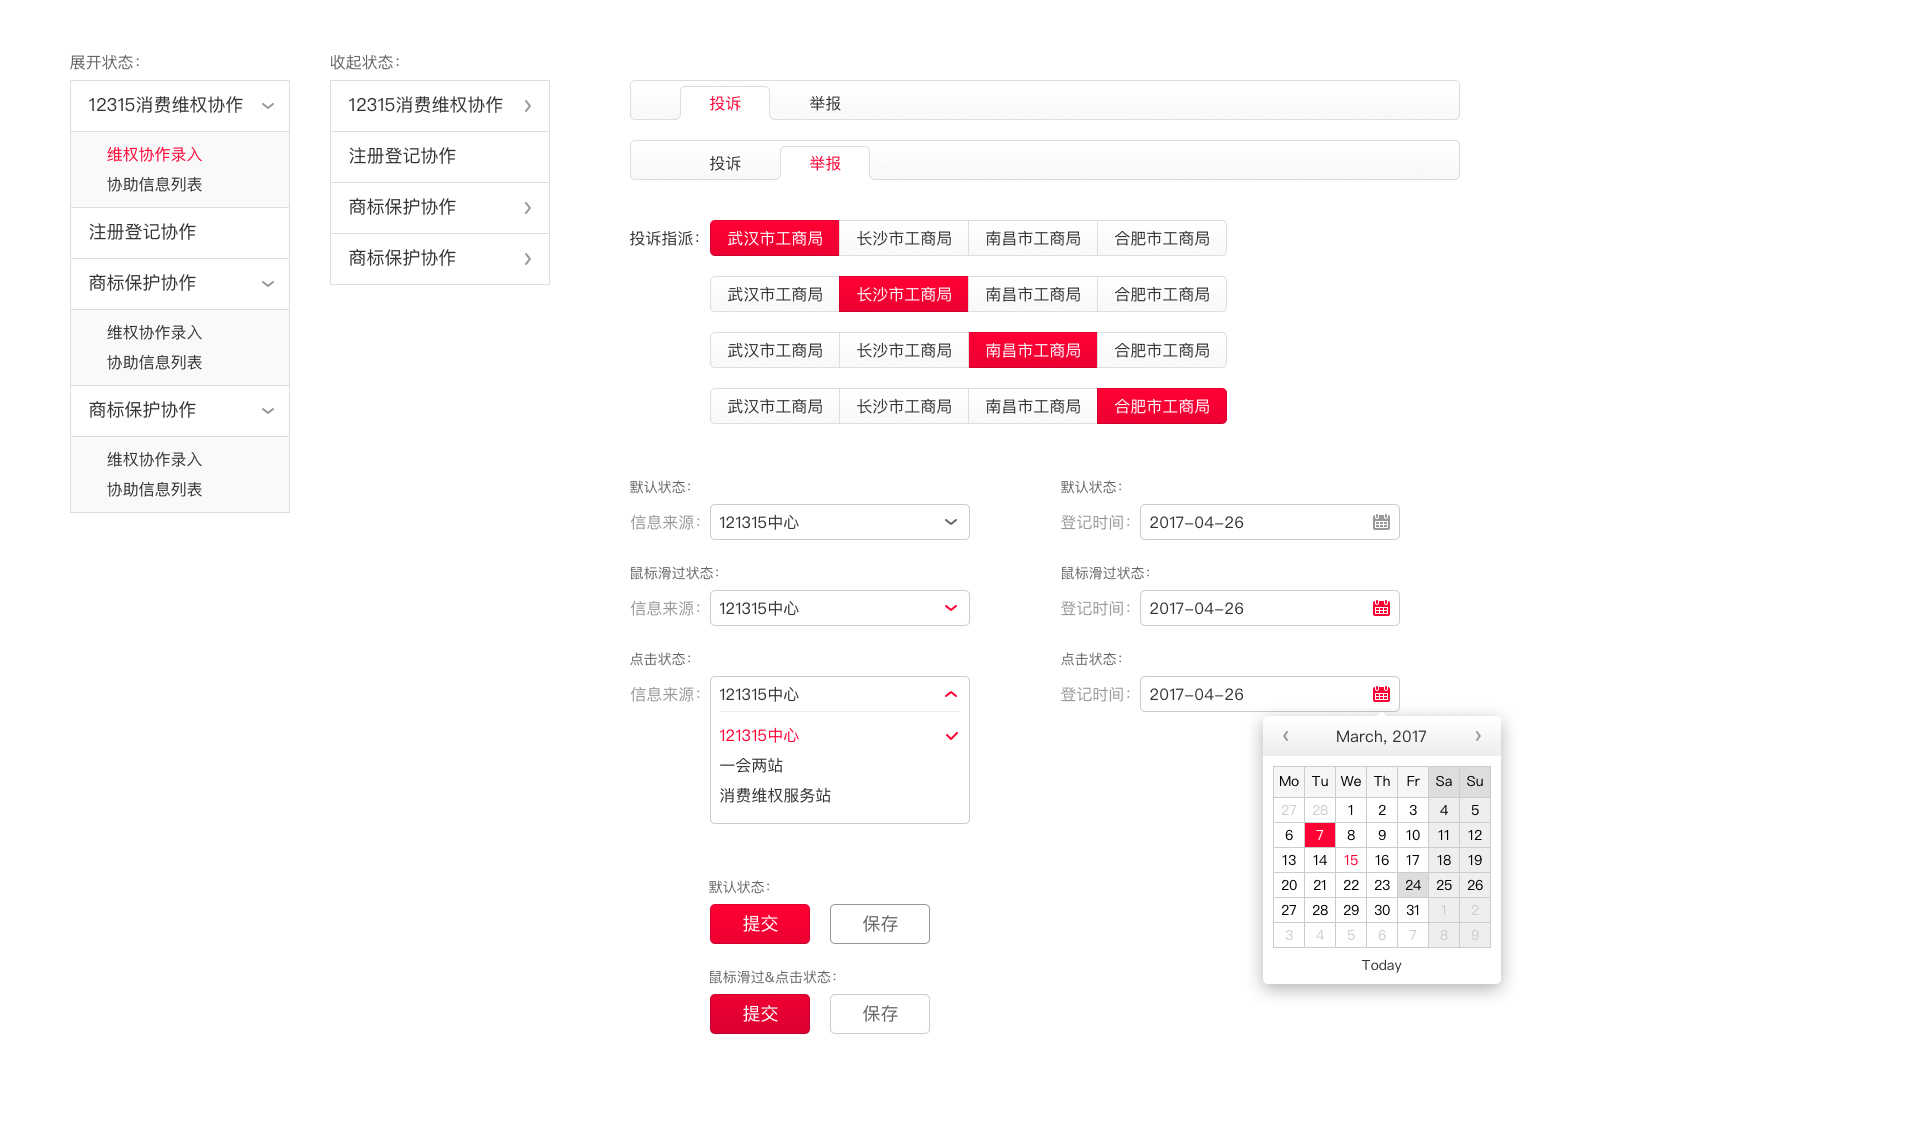 展开状态：
12315消费维权协作
维权协作录入
协助信息列表
注册登记协作
商标保护协作
维权协作录入
协助信息列表
商标保护协作
维权协作录入
协助信息列表
收起状态：
12315消费维权协作
注册登记协作
商标保护协作
商标保护协作
投诉 举报
投诉 举报
投诉指派： 武汉市工商局 长沙市工商局 南昌市工商局 合肥市工商局
武汉市工商局 长沙市工商局 南昌市工商局 合肥市工商局
武汉市工商局 长沙市工商局 南昌市工商局 合肥市工商局
武汉市工商局 长沙市工商局 南昌市工商局 合肥市工商局
默认状态：
信息来源： 121315中心
鼠标滑过状态：
信息来源： 121315中心
点击状态：
信息来源： 121315中心
121315中心
一会两站
消费维权服务站
默认状态：
登记时间： 2017-04-26
鼠标滑过状态：
登记时间： 2017-04-26
点击状态：
登记时间： 2017-04-26
March, 2017
Mo Tu We Th Fr Sa Su
27 28 1 2 3 4 5
6 7 8 9 10 11 12
13 14 15 16 17 18 19
20 21 22 23 24 25 26
27 28 29 30 31 1 2
3 4 5 6 7 8 9
Today
默认状态：
提交 保存
鼠标滑过&点击状态：
提交 保存